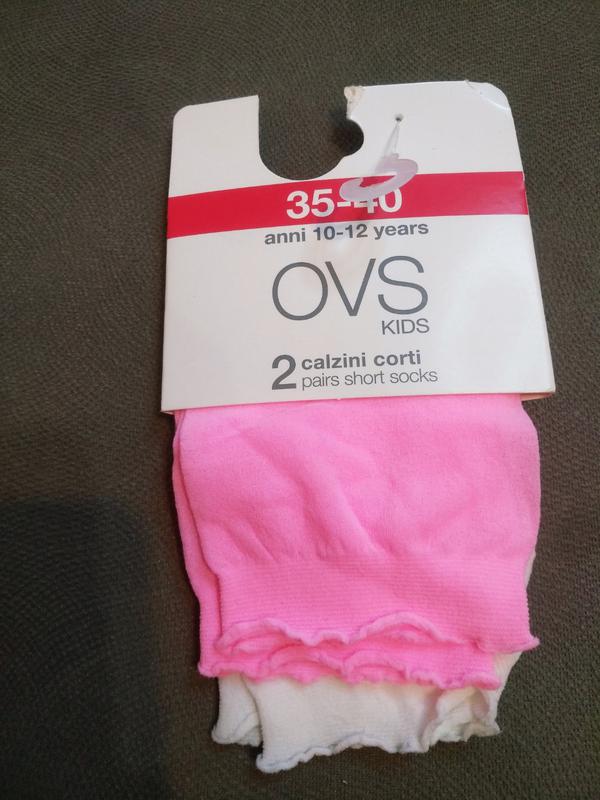 35-40
anni 10-12 years
OVS
KIDS
2 calzini corti
pairs short socks